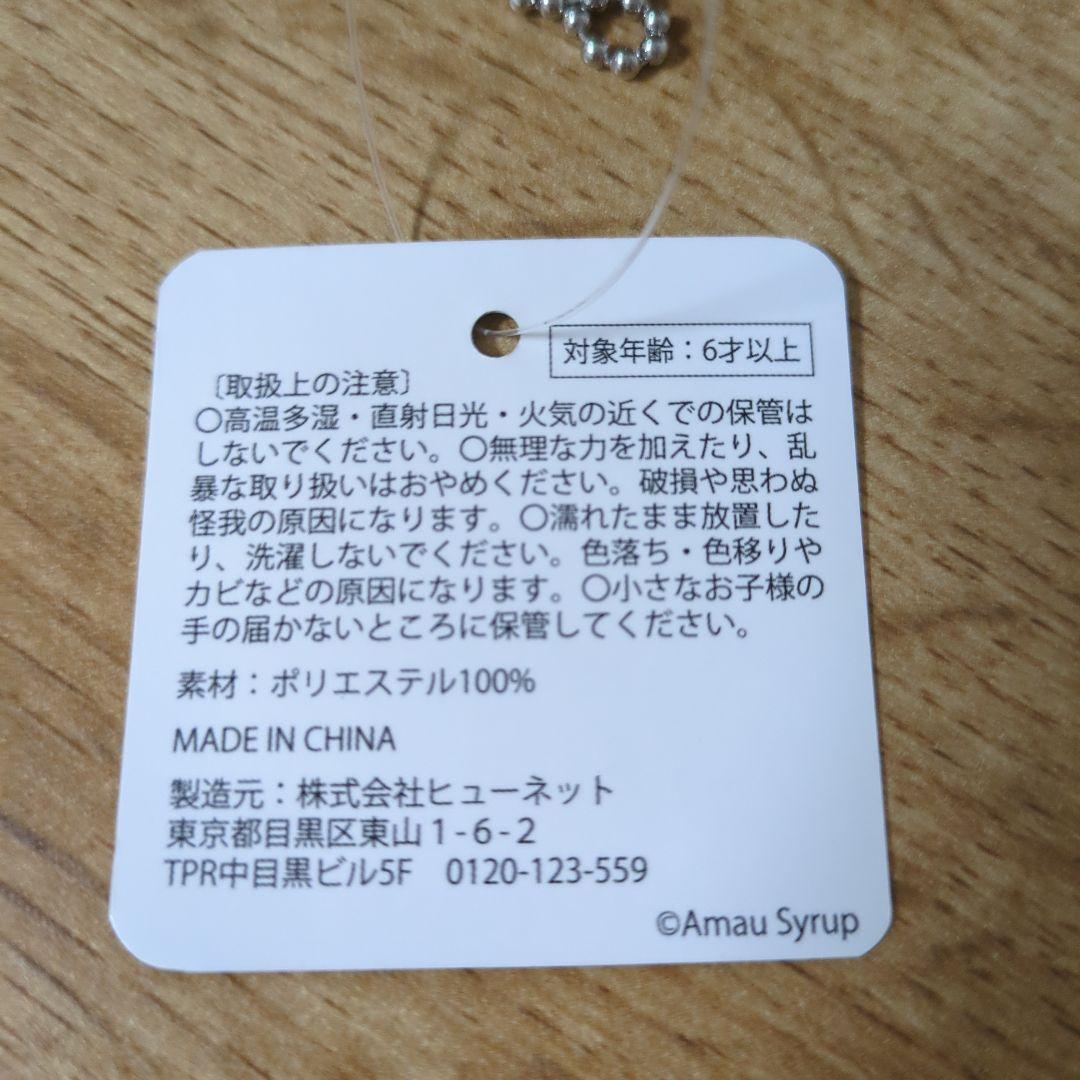 対象年齢：6才以上
〔取扱上の注意〕
〇高温多湿・直射日光・火気の近くでの保管は
しないでください。〇無理な力を加えたり、乱
暴な取り扱いはおやめください。破損や思わぬ
怪我の原因になります。〇濡れたまま放置した
り、洗濯しないでください。色落ち・色移りや
カビなどの原因になります。〇小さなお子様の
手の届かないところに保管してください。
素材：ポリエステル100%
MADE IN CHINA
製造元：株式会社ヒューネット
東京都目黒区東山 1 - 6 - 2
TPR中目黒ビル5F 0120-123-559
©Amau Syrup